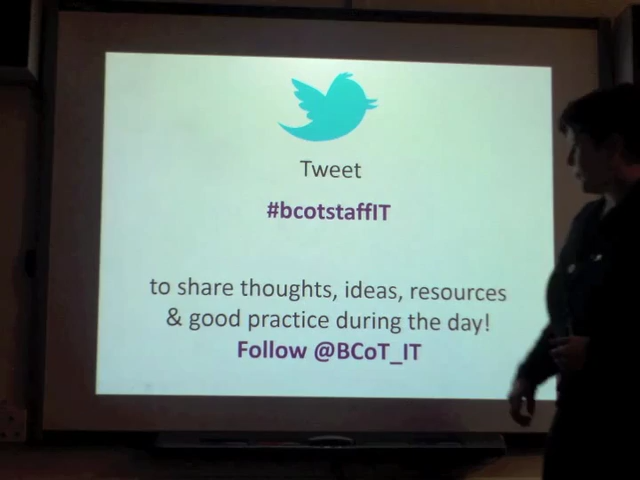 Tweet
#bcotstaffIT
to share thoughts, ideas, resources
& good practice during the day!
Follow @BCoT_IT